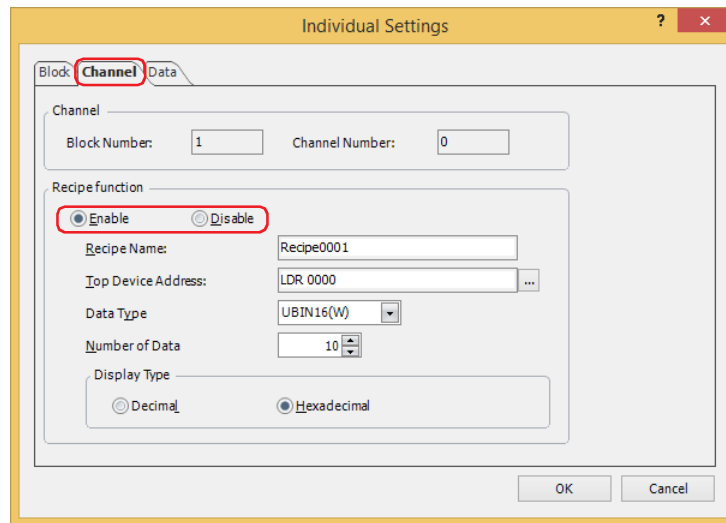 Individual Settings
? ×
Block Channel Data
Channel
Block Number: 1 Channel Number: 0
Recipe function
Enable Disable
Recipe Name: Recipe0001
Top Device Address: LDR 0000 ...
Data Type UBIN16(W)
Number of Data 10
Display Type
Decimal Hexadecimal
OK Cancel